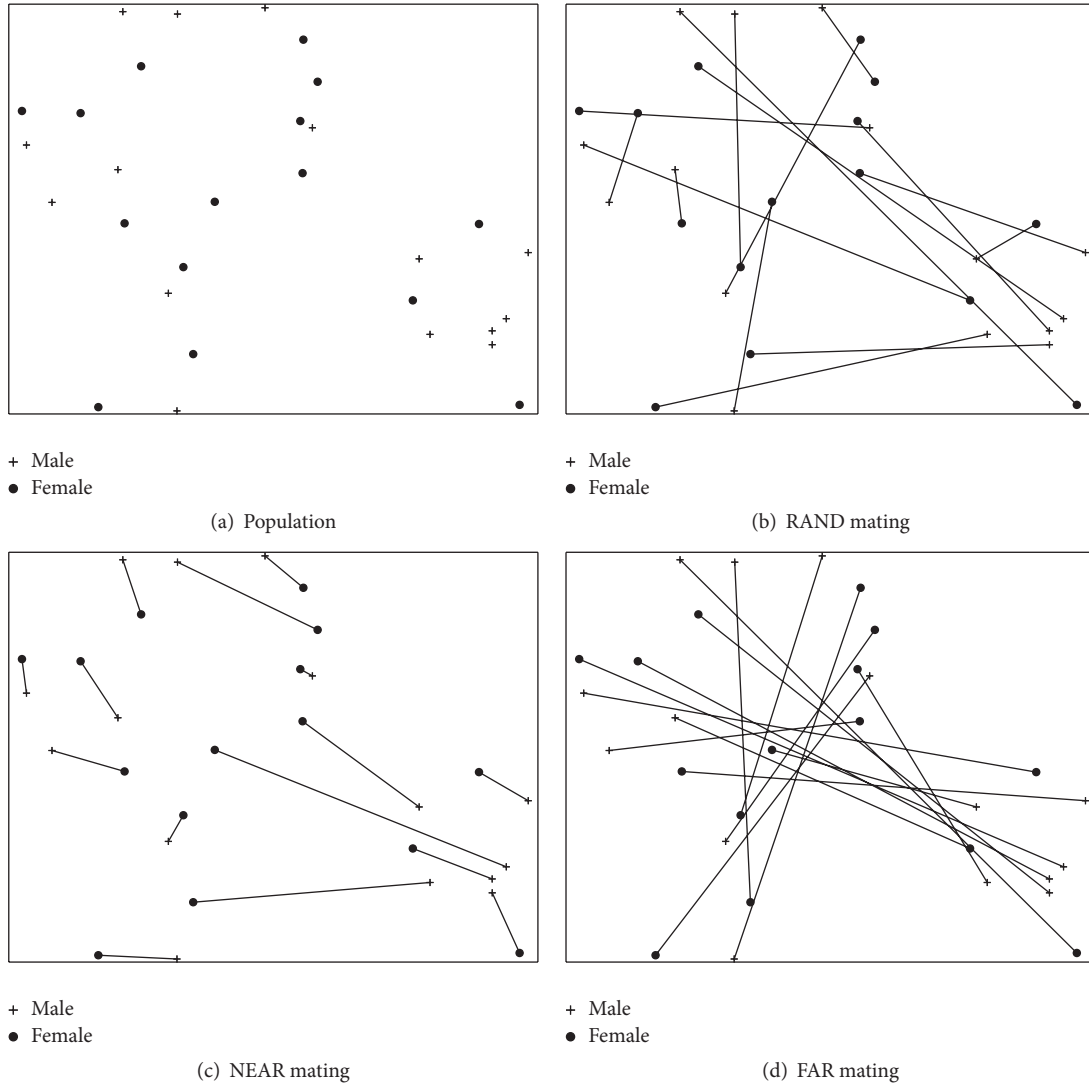 + Male
● Female
(a) Population
+ Male
● Female
(b) RAND mating
+ Male
● Female
(c) NEAR mating
+ Male
● Female
(d) FAR mating